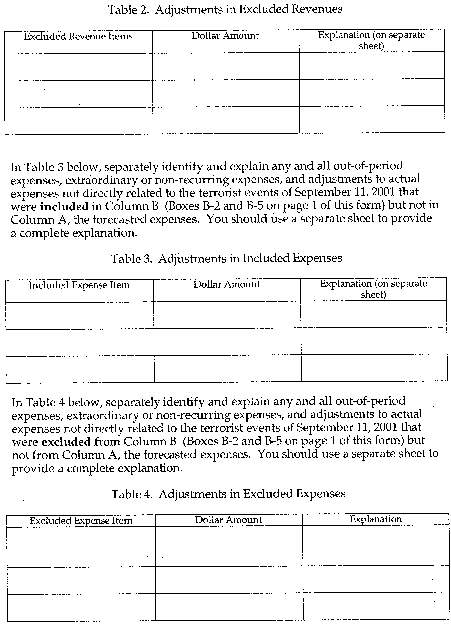 Table 2. Adjustments in Excluded Revenues
Excluded Revenue Items Dollar Amount Explanation (on separate
sheet)
In Table 3 below, separately identify and explain any and all out-of-period
expenses, extraordinary or non-recurring expenses, and adjustments to actual
expenses not directly related to the terrorist events of September 11, 2001 that
were included in Column B (Boxes B-2 and B-5 on page 1 of this form) but not in
Column A, the forecasted expenses. You should use a separate sheet to provide
a complete explanation.
Table 3. Adjustments in Included Expenses
Included Expense Item Dollar Amount Explanation (on separate
sheet)
In Table 4 below, separately identify and explain any and all out-of-period
expenses, extraordinary or non-recurring expenses, and adjustments to actual
expenses not directly related to the terrorist events of September 11, 2001 that
were excluded from Column B (Boxes B-2 and B-5 on page 1 of this form) but
not from Column A, the forecasted expenses. You should use a separate sheet to
provide a complete explanation.
Table 4. Adjustments in Excluded Expenses
Excluded Expense Item Dollar Amount Explanation